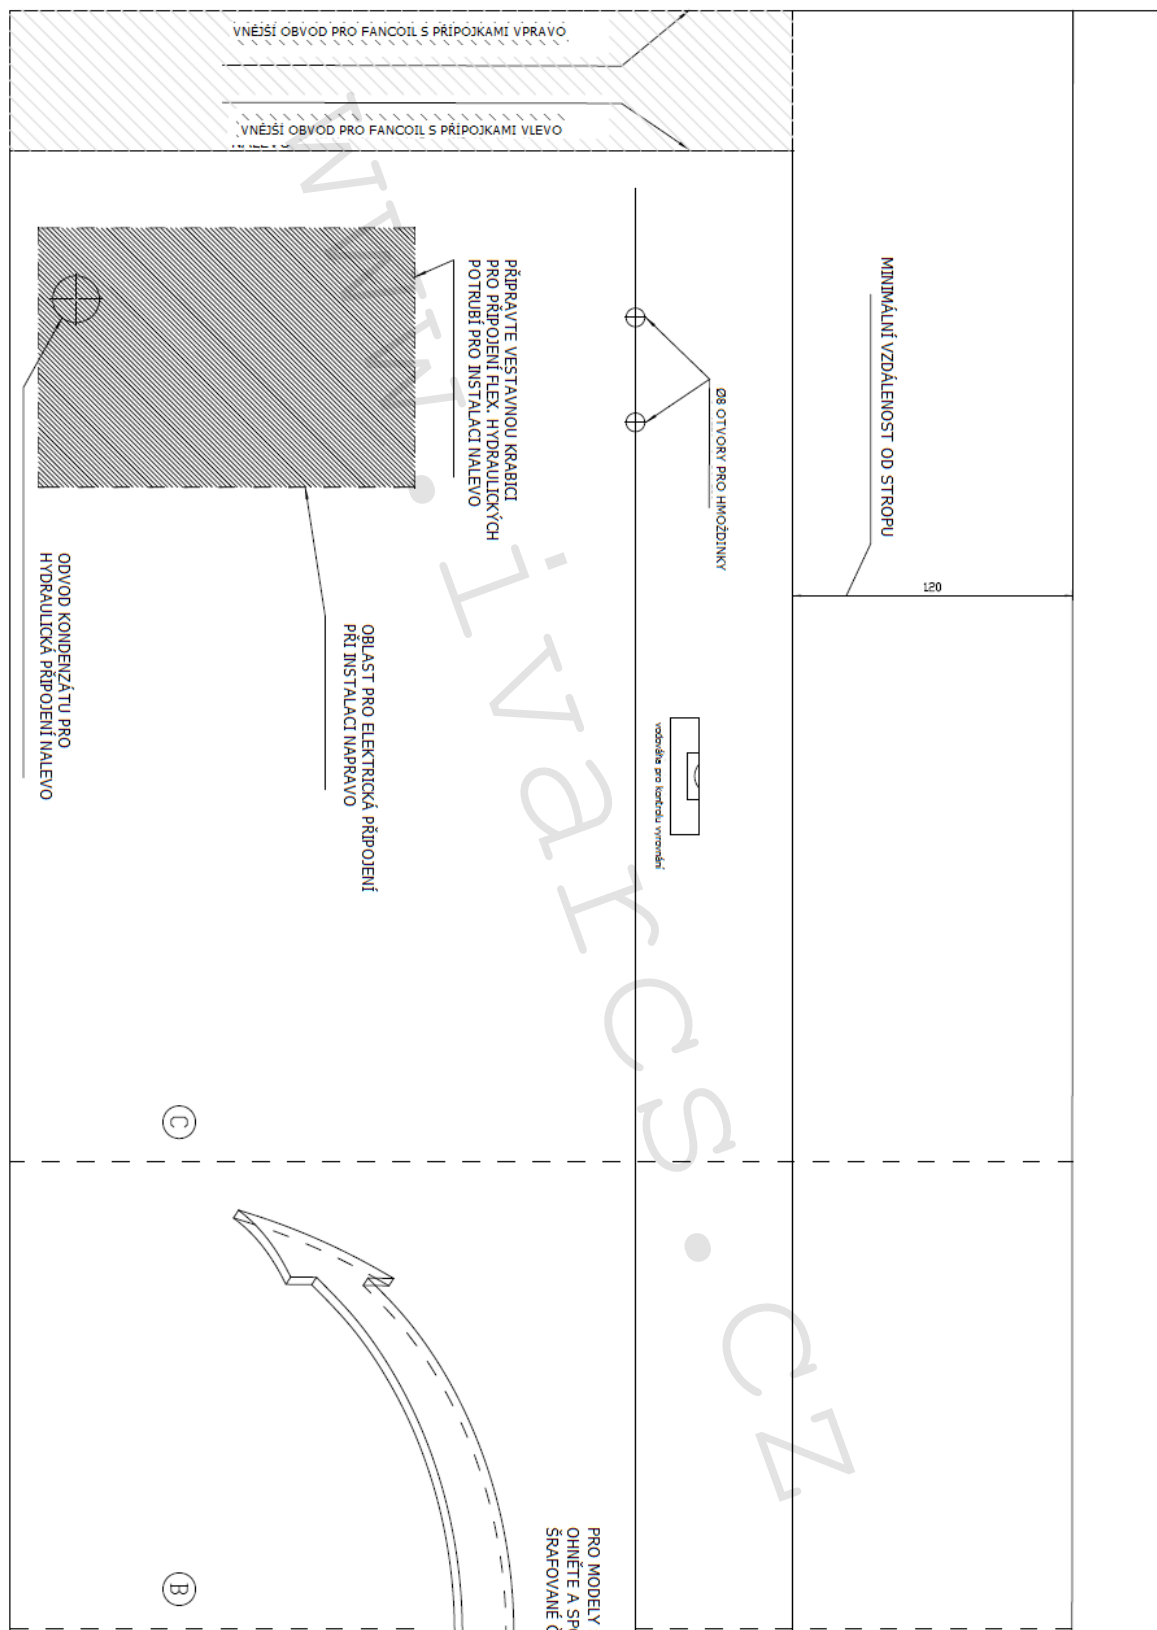 VNĚJŠÍ OBVOD PRO FANCOIL S PŘÍPOJKAMI VPRAVO
VNĚJŠÍ OBVOD PRO FANCOIL S PŘÍPOJKAMI VLEVO
MINIMÁLNÍ VZDÁLENOST OD STROPU
120
Ø8 OTVORY PRO HMOŽDINKY
PŘIPRAVTE VESTAVNOU KRABICI
PRO PŘIPOJENÍ FLEX. HYDRAULICKÝCH
POTRUBÍ PRO INSTALACI NALEVO
OBLAST PRO ELEKTRICKÁ PŘIPOJENÍ
PŘI INSTALACI NAPRAVO
ODVOD KONDENZÁTU PRO
HYDRAULICKÁ PŘIPOJENÍ NALEVO
vodováha pro kontrolu vyrovnání
C
PRO MODELY
OHNĚTE A SP
ŠRAFOVANÉ
B
www.ivarcs.cz